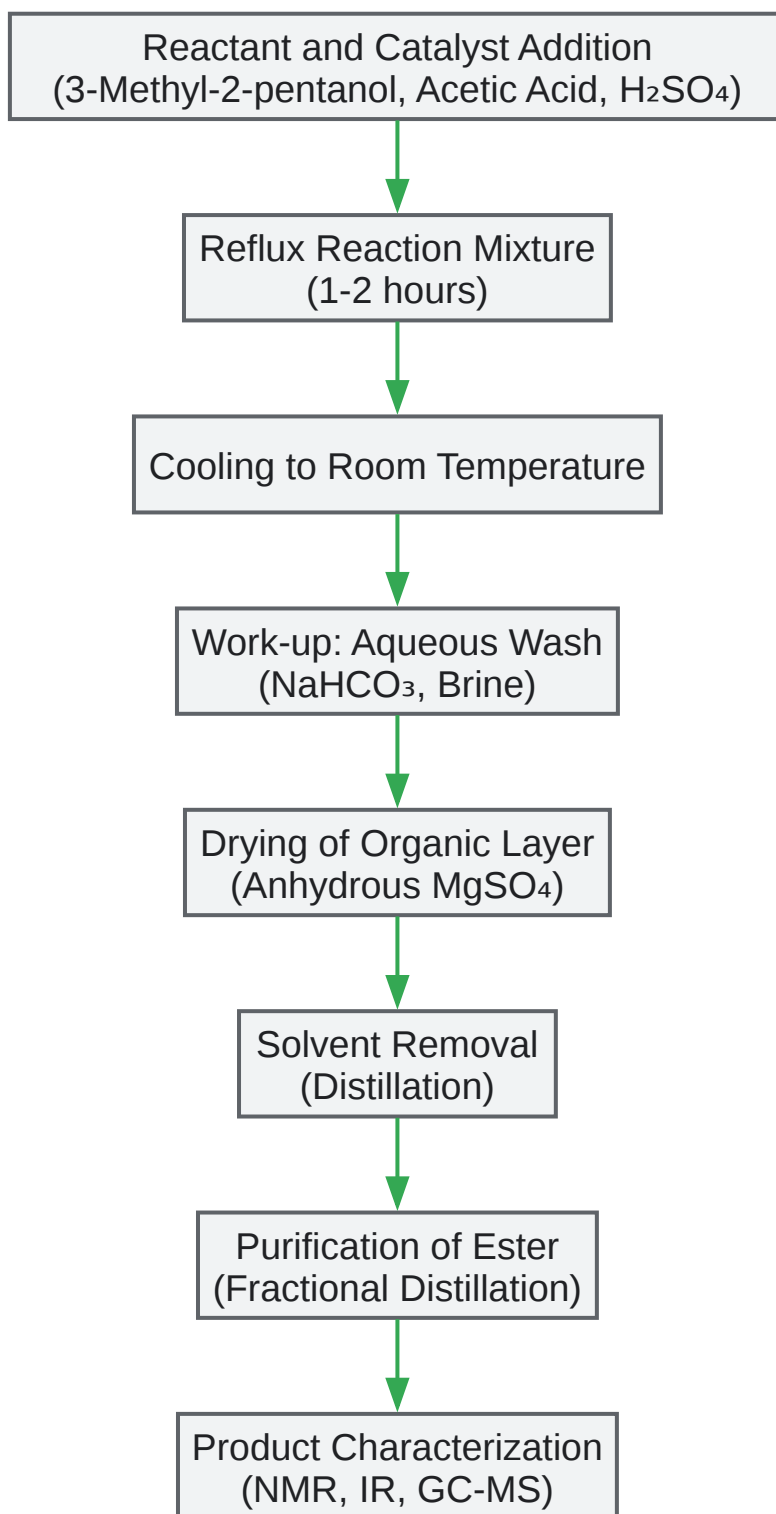 Reactant and Catalyst Addition
(3-Methyl-2-pentanol, Acetic Acid, H₂SO₄)
Reflux Reaction Mixture
(1-2 hours)
Cooling to Room Temperature
Work-up: Aqueous Wash
(NaHCO₃, Brine)
Drying of Organic Layer
(Anhydrous MgSO₄)
Solvent Removal
(Distillation)
Purification of Ester
(Fractional Distillation)
Product Characterization
(NMR, IR, GC-MS)